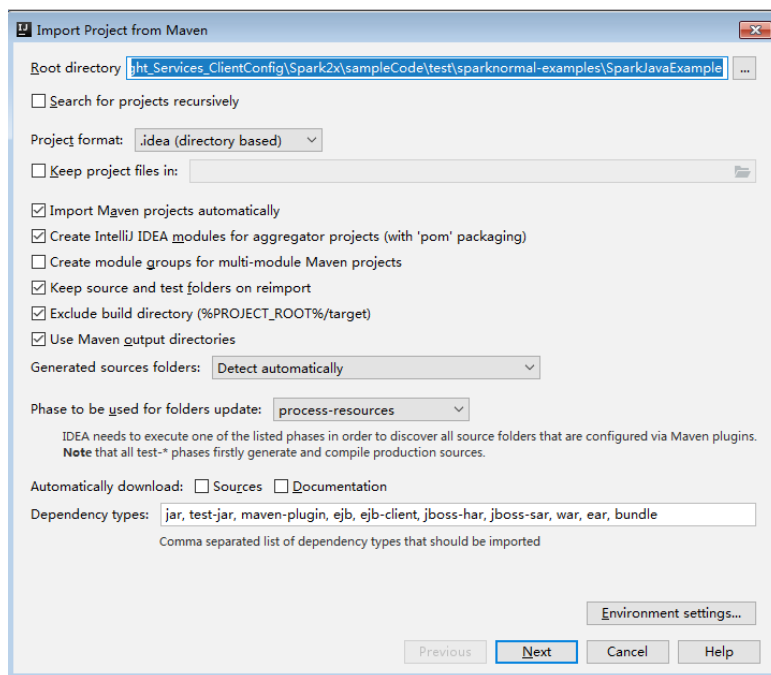 Import Project from Maven
Root directory ght_Services_ClientConfig\Spark2x\sampleCode\test\sparknormal-examples\SparkJavaExample ...
Search for projects recursively
Project format: .idea (directory based)
Keep project files in:
Import Maven projects automatically
Create IntelliJ IDEA modules for aggregator projects (with 'pom' packaging)
Create module groups for multi-module Maven projects
Keep source and test folders on reimport
Exclude build directory (%PROJECT_ROOT%/target)
Use Maven output directories
Generated sources folders: Detect automatically
Phase to be used for folders update: process-resources
IDEA needs to execute one of the listed phases in order to discover all source folders that are configured via Maven plugins.
Note that all test-* phases firstly generate and compile production sources.
Automatically download: Sources Documentation
Dependency types: jar, test-jar, maven-plugin, ejb, ejb-client, jboss-har, jboss-sar, war, ear, bundle
Comma separated list of dependency types that should be imported
Environment settings...
Previous Next Cancel Help